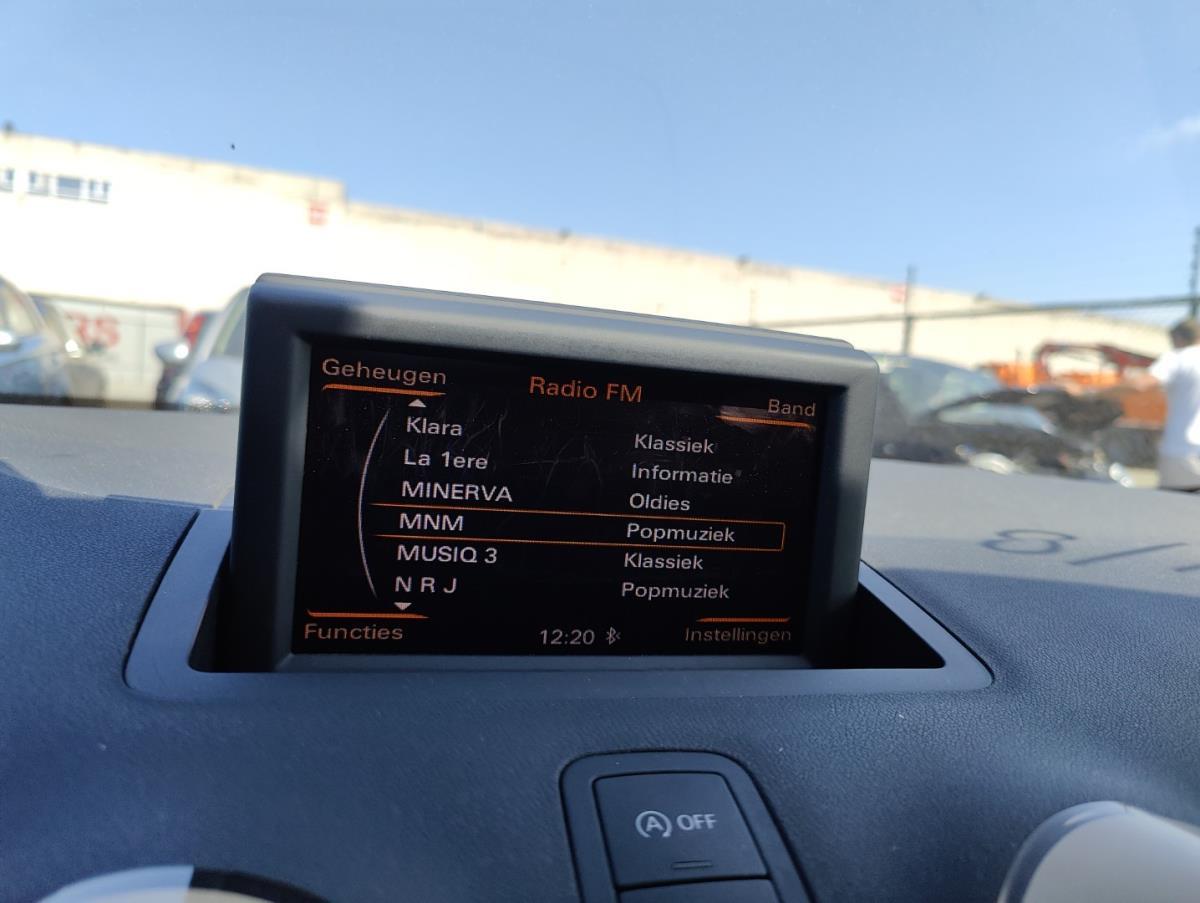 Geheugen Radio FM Band
Klara Klassiek
La 1ere Informatie
MINERVA Oldies
MNM Popmuziek
MUSIQ 3 Klassiek
N R J Popmuziek
Functies 12:20 Instellingen
A OFF